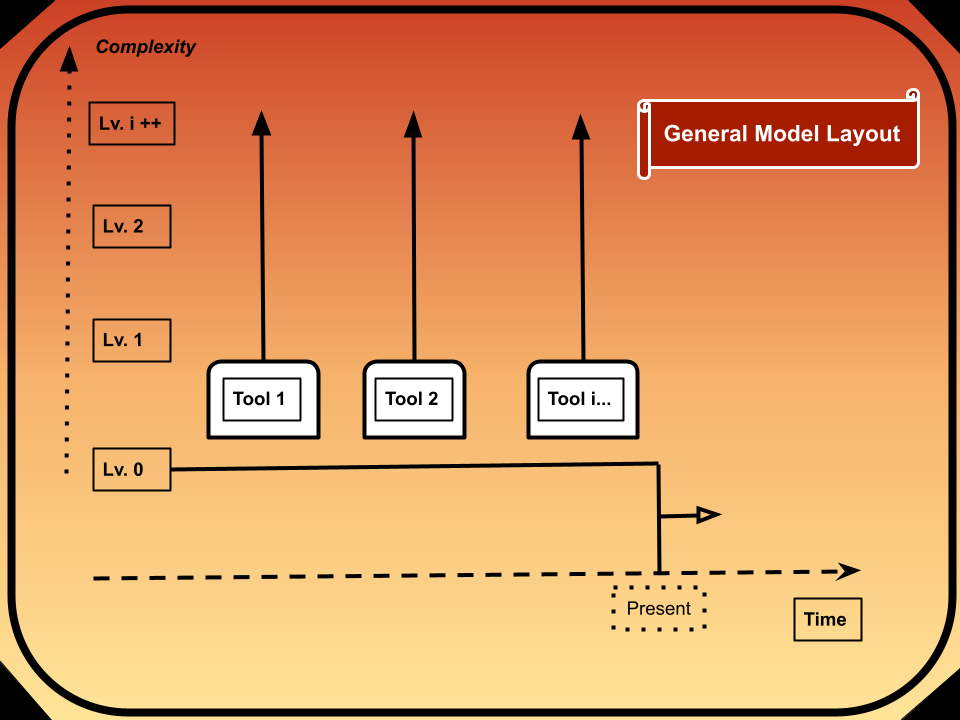 Complexity
Lv. i ++
General Model Layout
Lv. 2
Lv. 1
Tool 1
Tool 2
Tool i...
Lv. 0
Present
Time